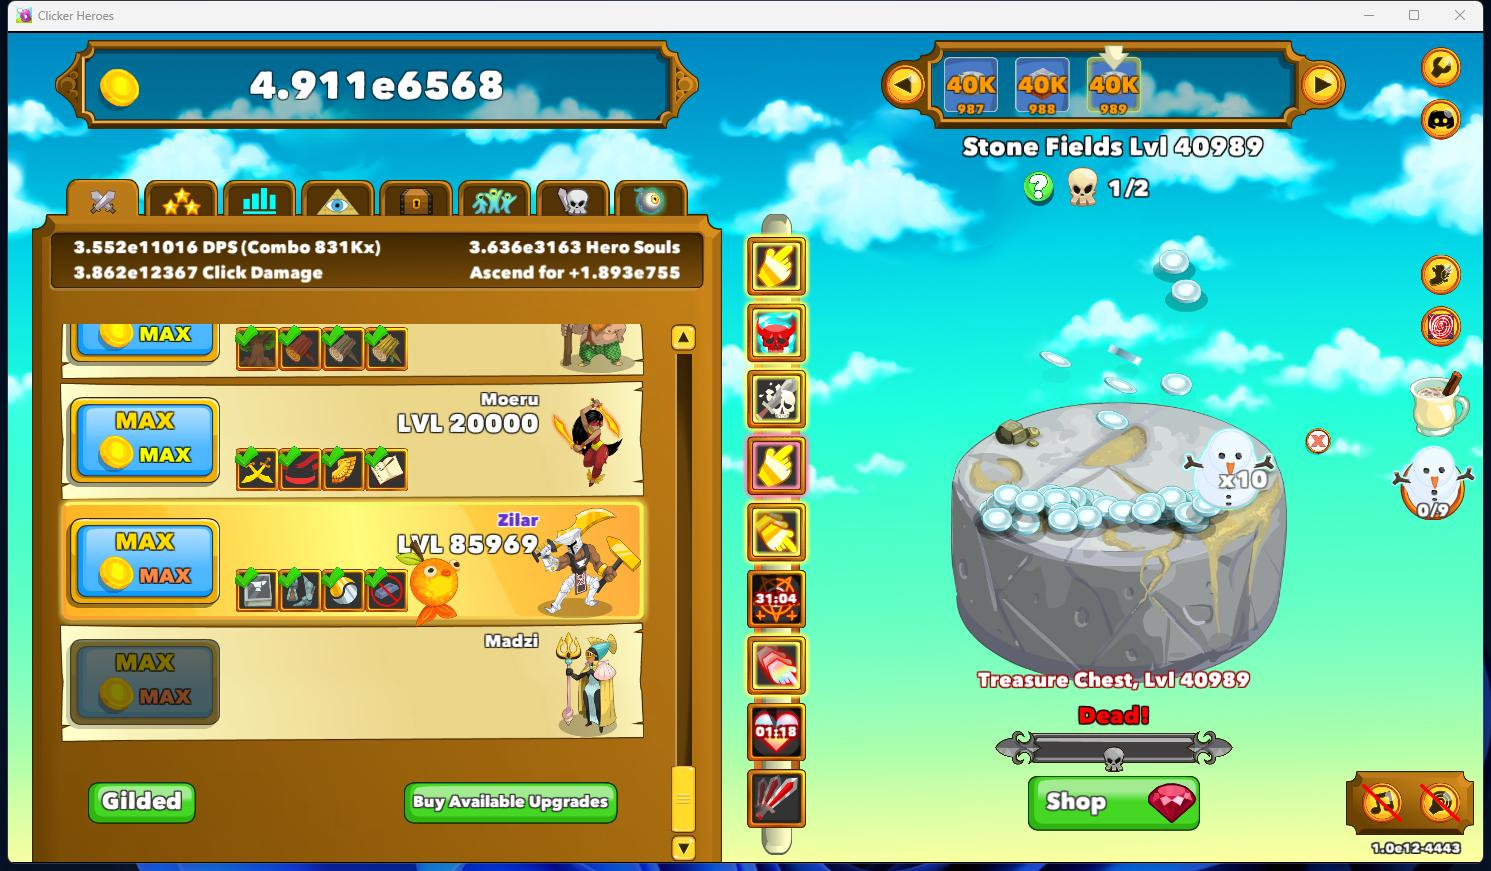 Clicker Heroes
4.911e6568
40K
987
40K
988
40K
989
Stone Fields Lvl 40989
1/2
3.552e11016 DPS (Combo 831Kx)
3.862e12367 Click Damage
3.636e3163 Hero Souls
Ascend for +1.893e755
MAX
Moeru
LVL 20000
MAX
MAX
Zilar
LVL 85969
MAX
MAX
Madzi
MAX
MAX
Gilded
Buy Available Upgrades
31:04
01:18
x10
0/9
Treasure Chest, Lvl 40989
Dead!
Shop
1.0e12-4443